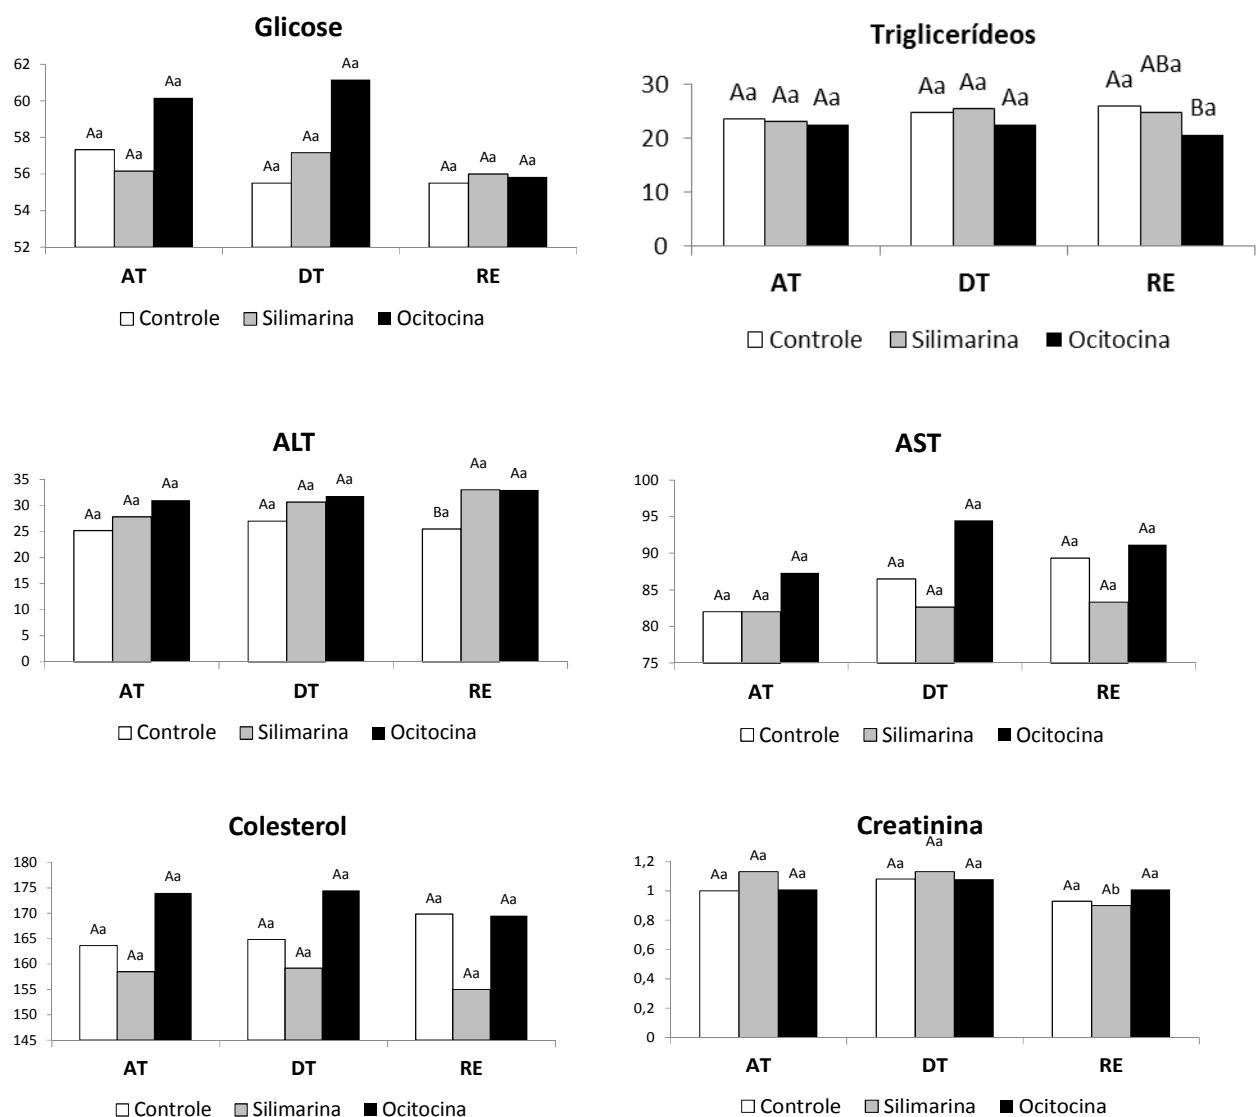 Glicose
62
60
58
56
54
52
Aa Aa Aa
Aa Aa Aa
Aa Aa Aa
AT DT RE
Controle Silimarina Ocitocina
Triglicerídeos
30
20
10
0
Aa Aa Aa
Aa Aa Aa
Aa ABa Ba
AT DT RE
Controle Silimarina Ocitocina
ALT
35
30
25
20
15
10
5
0
Aa Aa Aa
Aa Aa Aa
Ba Aa Aa
AT DT RE
Controle Silimarina Ocitocina
AST
100
95
90
85
80
75
Aa Aa Aa
Aa Aa Aa
Aa Aa Aa
AT DT RE
Controle Silimarina Ocitocina
Colesterol
180
175
170
165
160
155
150
145
Aa Aa Aa
Aa Aa Aa
Aa Aa Aa
AT DT RE
Controle Silimarina Ocitocina
Creatinina
1,2
1
0,8
0,6
0,4
0,2
0
Aa Aa Aa
Aa Aa Aa
Aa Ab Aa
AT DT RE
Controle Silimarina Ocitocina